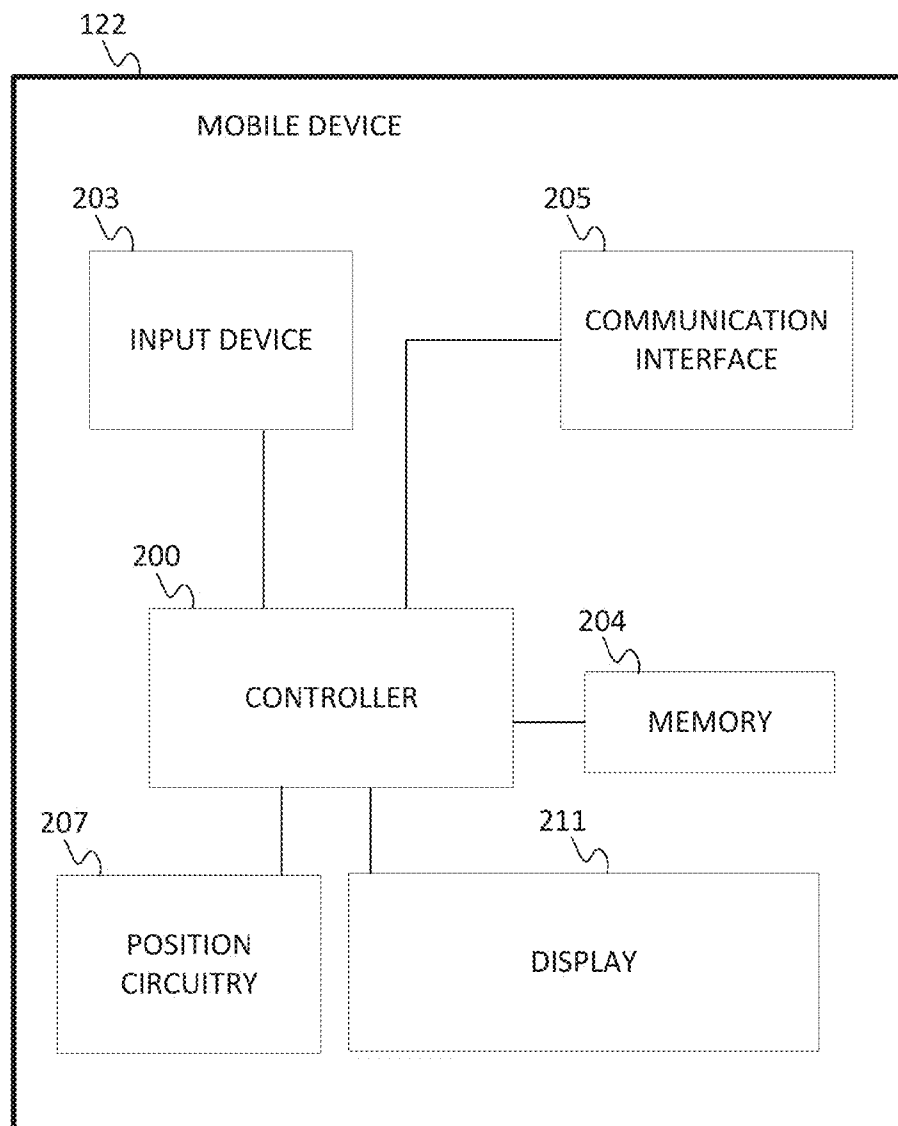 122
MOBILE DEVICE
203
205
INPUT DEVICE
COMMUNICATION
INTERFACE
200
204
CONTROLLER
MEMORY
207
211
POSITION
CIRCUITRY
DISPLAY